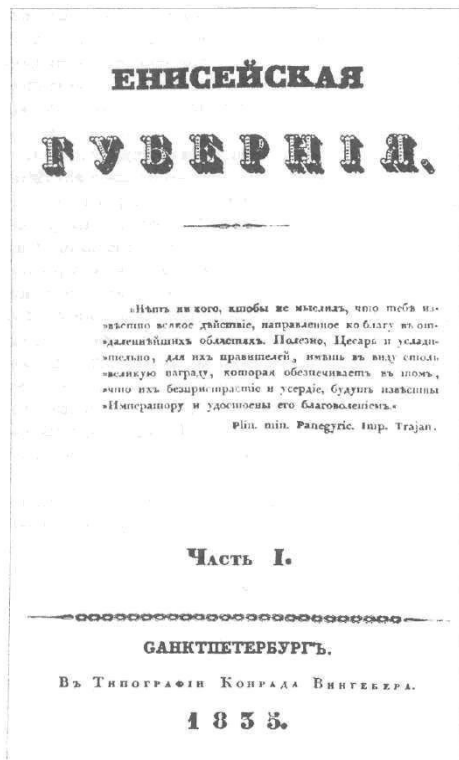 ЕНИСЕЙСКАЯ
ГУБЕРНІЯ,
»Нѣтъ ни кого, ктобы не мыслилъ, что тебѣ из-
»вѣстно всякое дѣйствіе, направленное ко благу въ от-
»даленнѣйшихъ областяхъ. Полезно, Цесарь и услади-
»тельно, для ихъ правителей, имѣть въ виду столь
»великую награду, которая обезпечиваетъ въ томъ,
»что ихъ безпристрастіе и усердіе, будутъ извѣстны
»Императору и удостоены его благоволеніемъ.«
Plin. min. Panegyric. Imp. Trajan.
Часть I.
САНКТПЕТЕРБУРГЪ.
Въ Типографіи Конрада Вингебера.
1835.